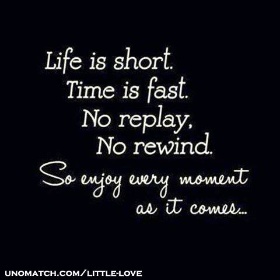 Life is short.
Time is fast.
No replay,
No rewind.
So enjoy every moment
as it comes...
UNOMATCH.COM/LITTLE-LOVE